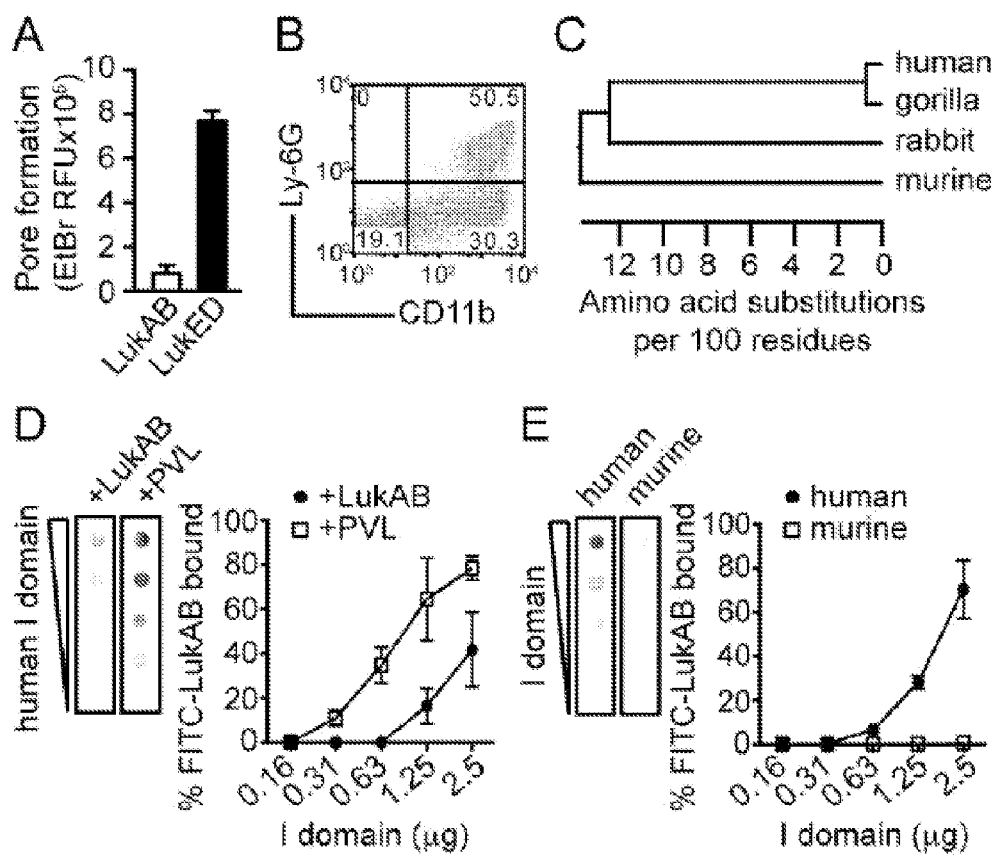 A
Pore formation
(EtBr RFUx10⁵)
10
8
6
4
2
0
LukAB
LukED
B
Ly-6G
10⁴
10²
10⁰
0
50.5
19.1
30.3
10⁰
10²
10⁴
CD11b
C
human
gorilla
rabbit
murine
12
10
8
6
4
2
0
Amino acid substitutions
per 100 residues
D
+LukAB
+PVL
human I domain
+LukAB
+PVL
% FITC-LukAB bound
100
80
60
40
20
0
0.16
0.31
0.63
1.25
2.5
I domain (µg)
E
human
murine
I domain
human
murine
% FITC-LukAB bound
100
80
60
40
20
0
0.16
0.31
0.63
1.25
2.5
I domain (µg)